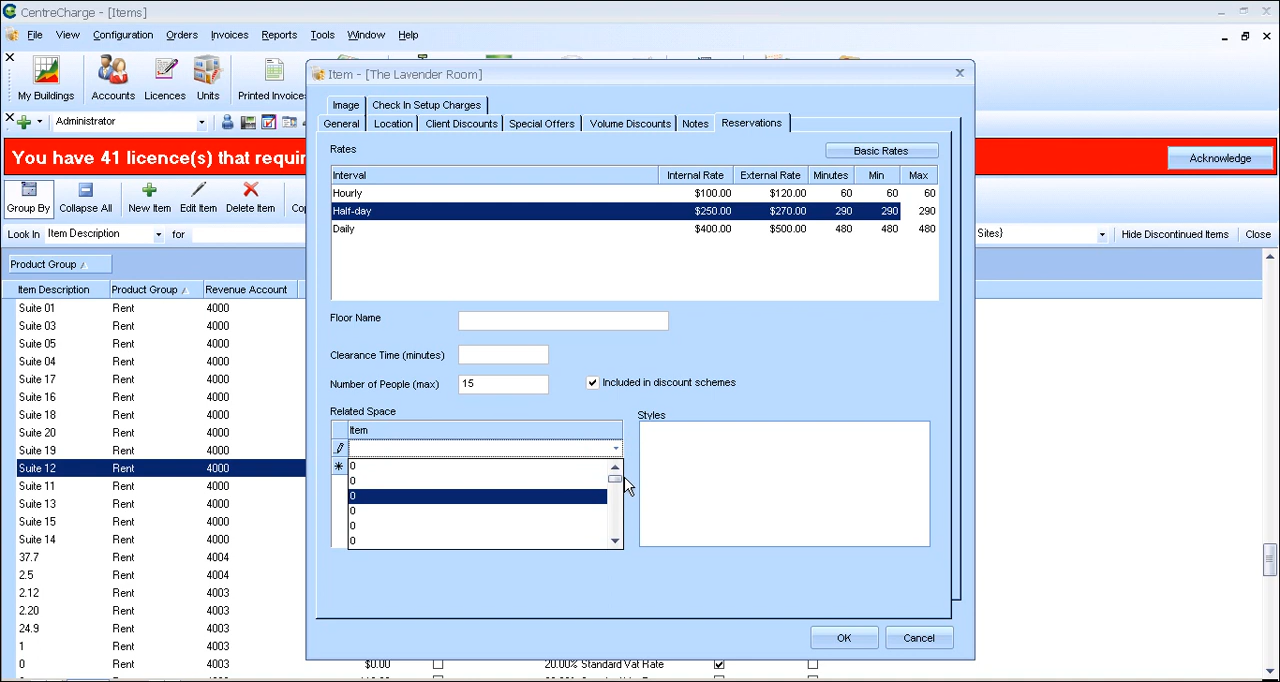 CentreCharge - [Items]
File View Configuration Orders Invoices Reports Tools Window Help
My Buildings Accounts Licences Units Printed Invoice
Administrator
You have 41 licence(s) that requir
Acknowledge
Group By Collapse All New Item Edit Item Delete Item Co
Look In Item Description for
Sites} Hide Discontinued Items Close
Product Group
Item Description Product Group Revenue Account
Suite 01 Rent 4000
Suite 03 Rent 4000
Suite 05 Rent 4000
Suite 04 Rent 4000
Suite 17 Rent 4000
Suite 16 Rent 4000
Suite 18 Rent 4000
Suite 20 Rent 4000
Suite 19 Rent 4000
Suite 12 Rent 4000
Suite 11 Rent 4000
Suite 13 Rent 4000
Suite 15 Rent 4000
Suite 14 Rent 4000
37.7 Rent 4004
2.5 Rent 4004
2.12 Rent 4003
2.20 Rent 4003
24.9 Rent 4003
1 Rent 4003
0 Rent 4003 $0.00 20.00% Standard Vat Rate
Item - [The Lavender Room]
Image Check In Setup Charges
General Location Client Discounts Special Offers Volume Discounts Notes Reservations
Rates Basic Rates
Interval Internal Rate External Rate Minutes Min Max
Hourly $100.00 $120.00 60 60 60
Half-day $250.00 $270.00 290 290 290
Daily $400.00 $500.00 480 480 480
Floor Name
Clearance Time (minutes)
Number of People (max) 15 Included in discount schemes
Related Space Styles
Item
0
0
0
0
0
0
OK Cancel